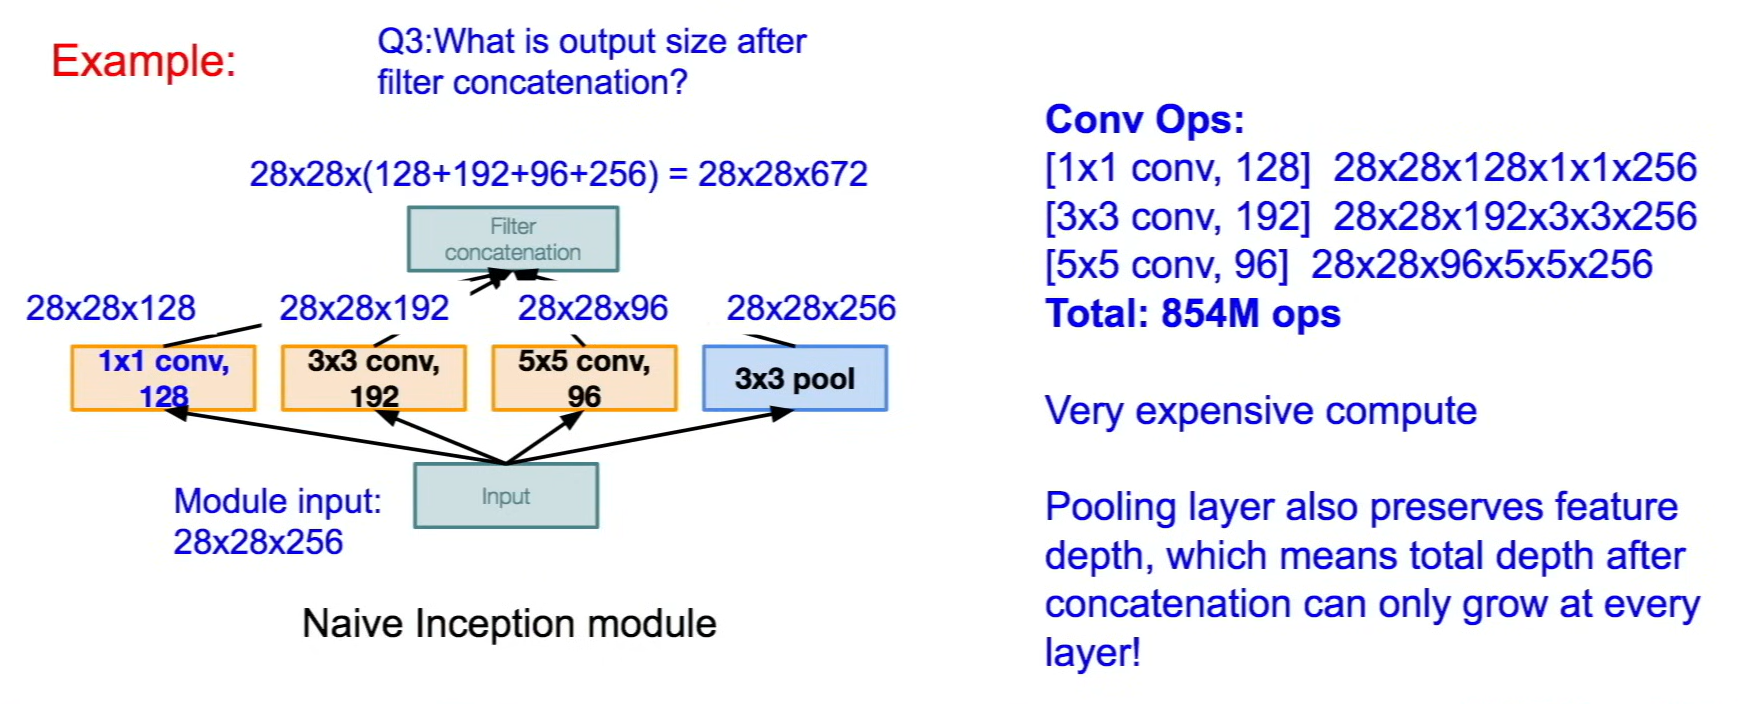 Example:
Q3:What is output size after
filter concatenation?
28x28x(128+192+96+256) = 28x28x672
Filter
concatenation
28x28x128
28x28x192
28x28x96
28x28x256
1x1 conv,
128
3x3 conv,
192
5x5 conv,
96
3x3 pool
Module input:
28x28x256
Input
Naive Inception module
Conv Ops:
[1x1 conv, 128] 28x28x128x1x1x256
[3x3 conv, 192] 28x28x192x3x3x256
[5x5 conv, 96] 28x28x96x5x5x256
Total: 854M ops
Very expensive compute
Pooling layer also preserves feature
depth, which means total depth after
concatenation can only grow at every
layer!